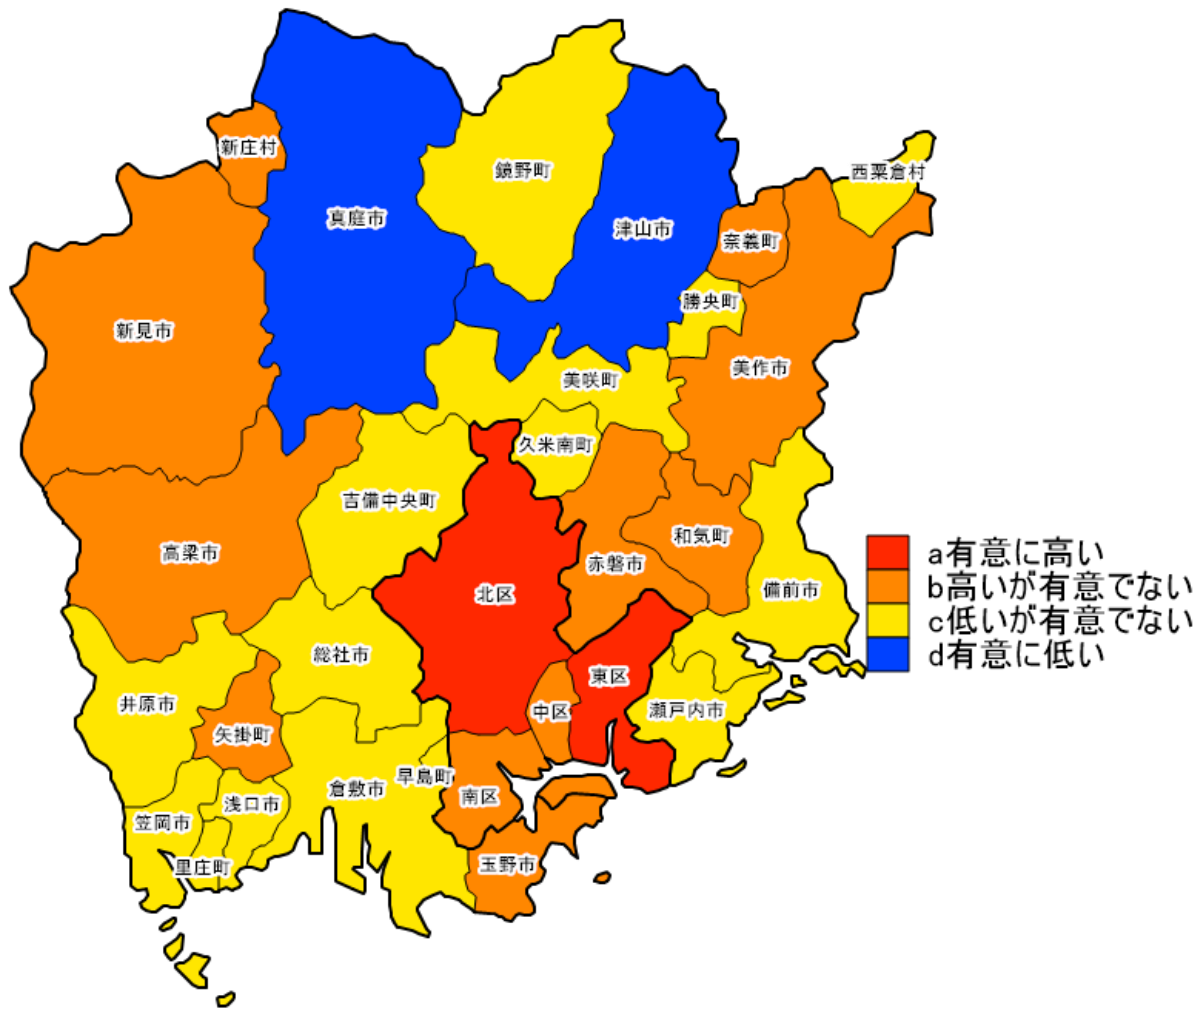 新庄村
鏡野町
西粟倉村
真庭市
津山市
奈義町
勝央町
新見市
美作市
美咲町
久米南町
吉備中央町
高梁市
和気町
赤磐市
備前市
北区
総社市
東区
井原市
中区
瀬戸内市
矢掛町
早島町
倉敷市
南区
浅口市
笠岡市
里庄町
玉野市
a有意に高い
b高いが有意でない
c低いが有意でない
d有意に低い